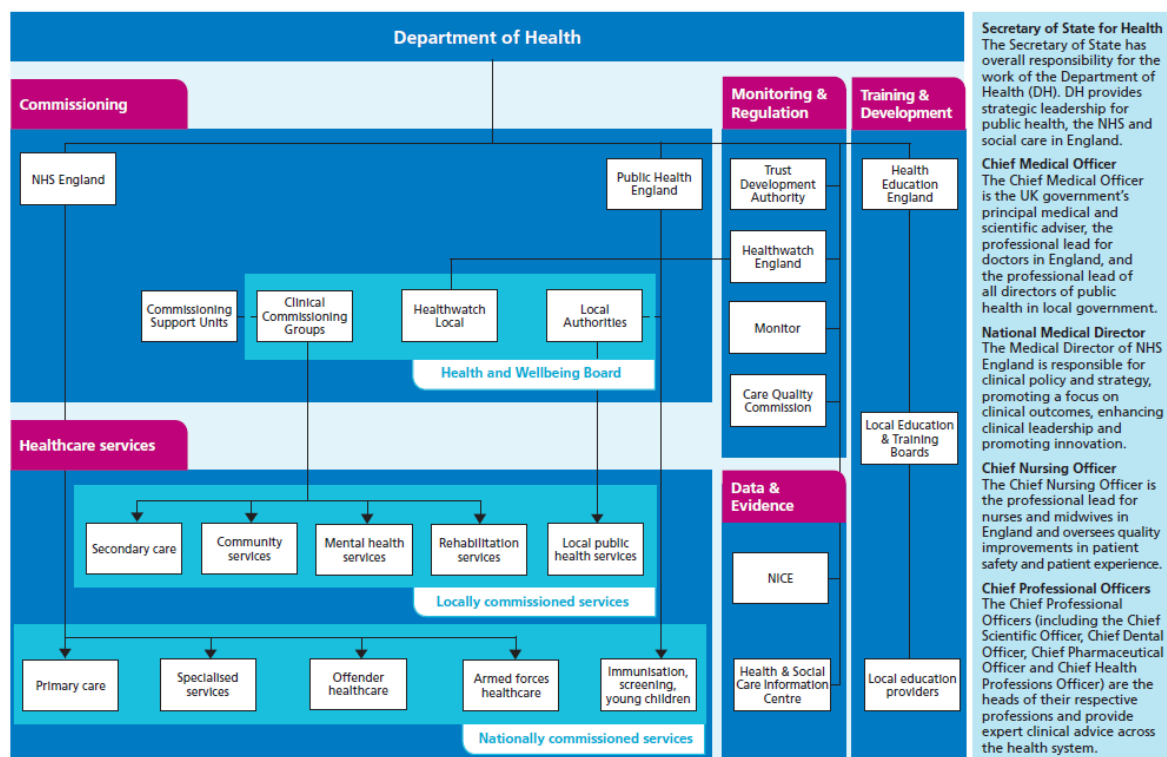 Department of Health
Commissioning
Monitoring &
Regulation
Training &
Development
NHS England
Public Health
England
Trust
Development
Authority
Health
Education
England
Healthwatch
England
Commissioning
Support Units
Clinical
Commissioning
Groups
Healthwatch
Local
Local
Authorities
Monitor
Health and Wellbeing Board
Care Quality
Commission
Healthcare services
Local Education
& Training
Boards
Data &
Evidence
Secondary care
Community
services
Mental health
services
Rehabilitation
services
Local public
health services
NICE
Locally commissioned services
Primary care
Specialised
services
Offender
healthcare
Armed forces
healthcare
Immunisation,
screening,
young children
Health & Social
Care Information
Centre
Local education
providers
Nationally commissioned services
Secretary of State for Health
The Secretary of State has
overall responsibility for the
work of the Department of
Health (DH). DH provides
strategic leadership for
public health, the NHS and
social care in England.
Chief Medical Officer
The Chief Medical Officer
is the UK government's
principal medical and
scientific adviser, the
professional lead for
doctors in England, and
the professional lead of
all directors of public
health in local government.
National Medical Director
The Medical Director of NHS
England is responsible for
clinical policy and strategy,
promoting a focus on
clinical outcomes, enhancing
clinical leadership and
promoting innovation.
Chief Nursing Officer
The Chief Nursing Officer is
the professional lead for
nurses and midwives in
England and oversees quality
improvements in patient
safety and patient experience.
Chief Professional Officers
The Chief Professional
Officers (including the Chief
Scientific Officer, Chief Dental
Officer, Chief Pharmaceutical
Officer and Chief Health
Professions Officer) are the
heads of their respective
professions and provide
expert clinical advice across
the health system.